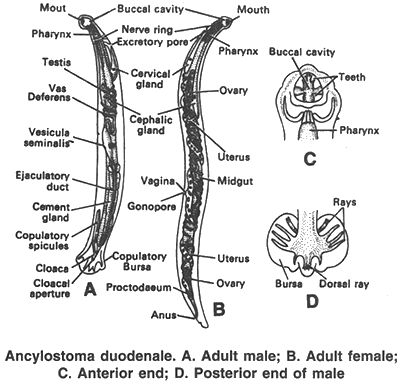 Mout
Buccal cavity
Mouth
Pharynx
Nerve ring
Excretory pore
Pharynx
Testis
Cervical
gland
Ovary
Vas
Deferens
Cephalic
gland
Vesicula
seminalis
Uterus
Ejaculatory
duct
Vagina
Midgut
Gonopore
Cement
gland
Copulatory
spicules
Cloaca
Cloacal
aperture
Copulatory
Bursa
Uterus
Proctodaeum
Ovary
Anus
A
B
Buccal cavity
Teeth
Pharynx
C
Rays
Bursa
Dorsal ray
D
Ancylostoma duodenale. A. Adult male; B. Adult female;
C. Anterior end; D. Posterior end of male